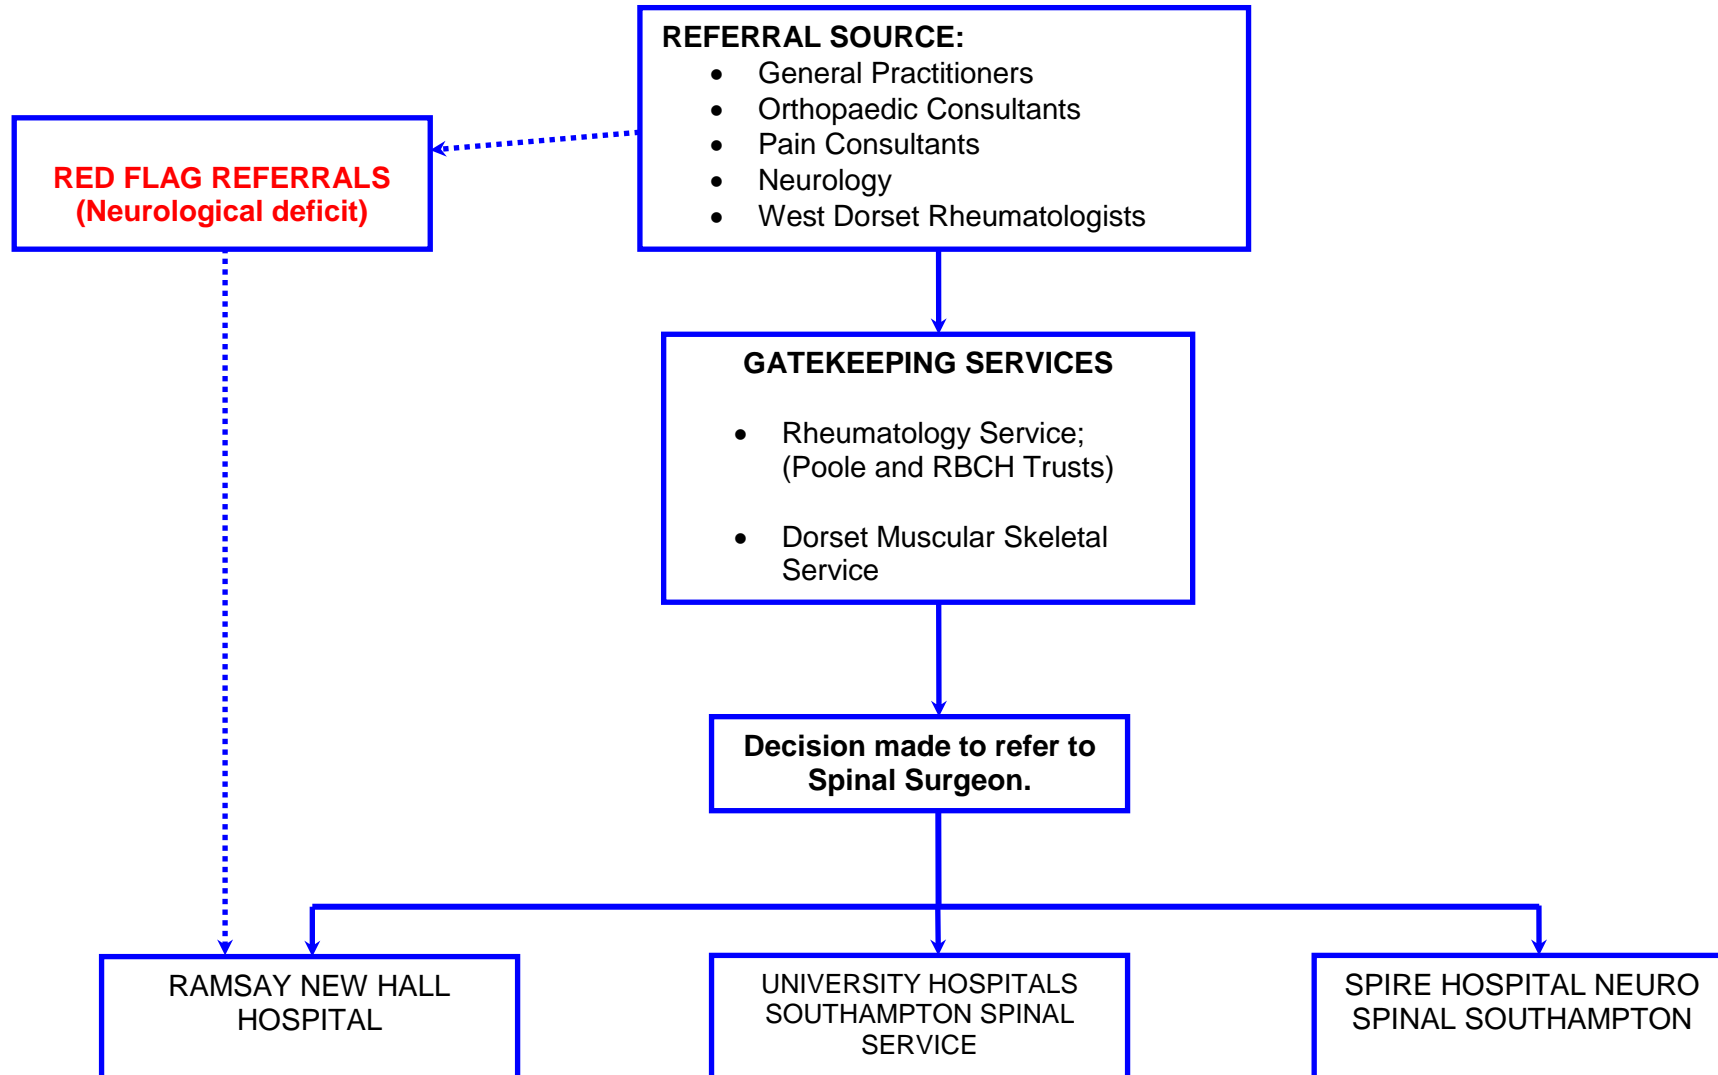 REFERRAL SOURCE:
• General Practitioners
• Orthopaedic Consultants
• Pain Consultants
• Neurology
• West Dorset Rheumatologists
RED FLAG REFERRALS
(Neurological deficit)
GATEKEEPING SERVICES
• Rheumatology Service;
(Poole and RBCH Trusts)
• Dorset Muscular Skeletal
Service
Decision made to refer to
Spinal Surgeon.
RAMSAY NEW HALL
HOSPITAL
UNIVERSITY HOSPITALS
SOUTHAMPTON SPINAL
SERVICE
SPIRE HOSPITAL NEURO
SPINAL SOUTHAMPTON